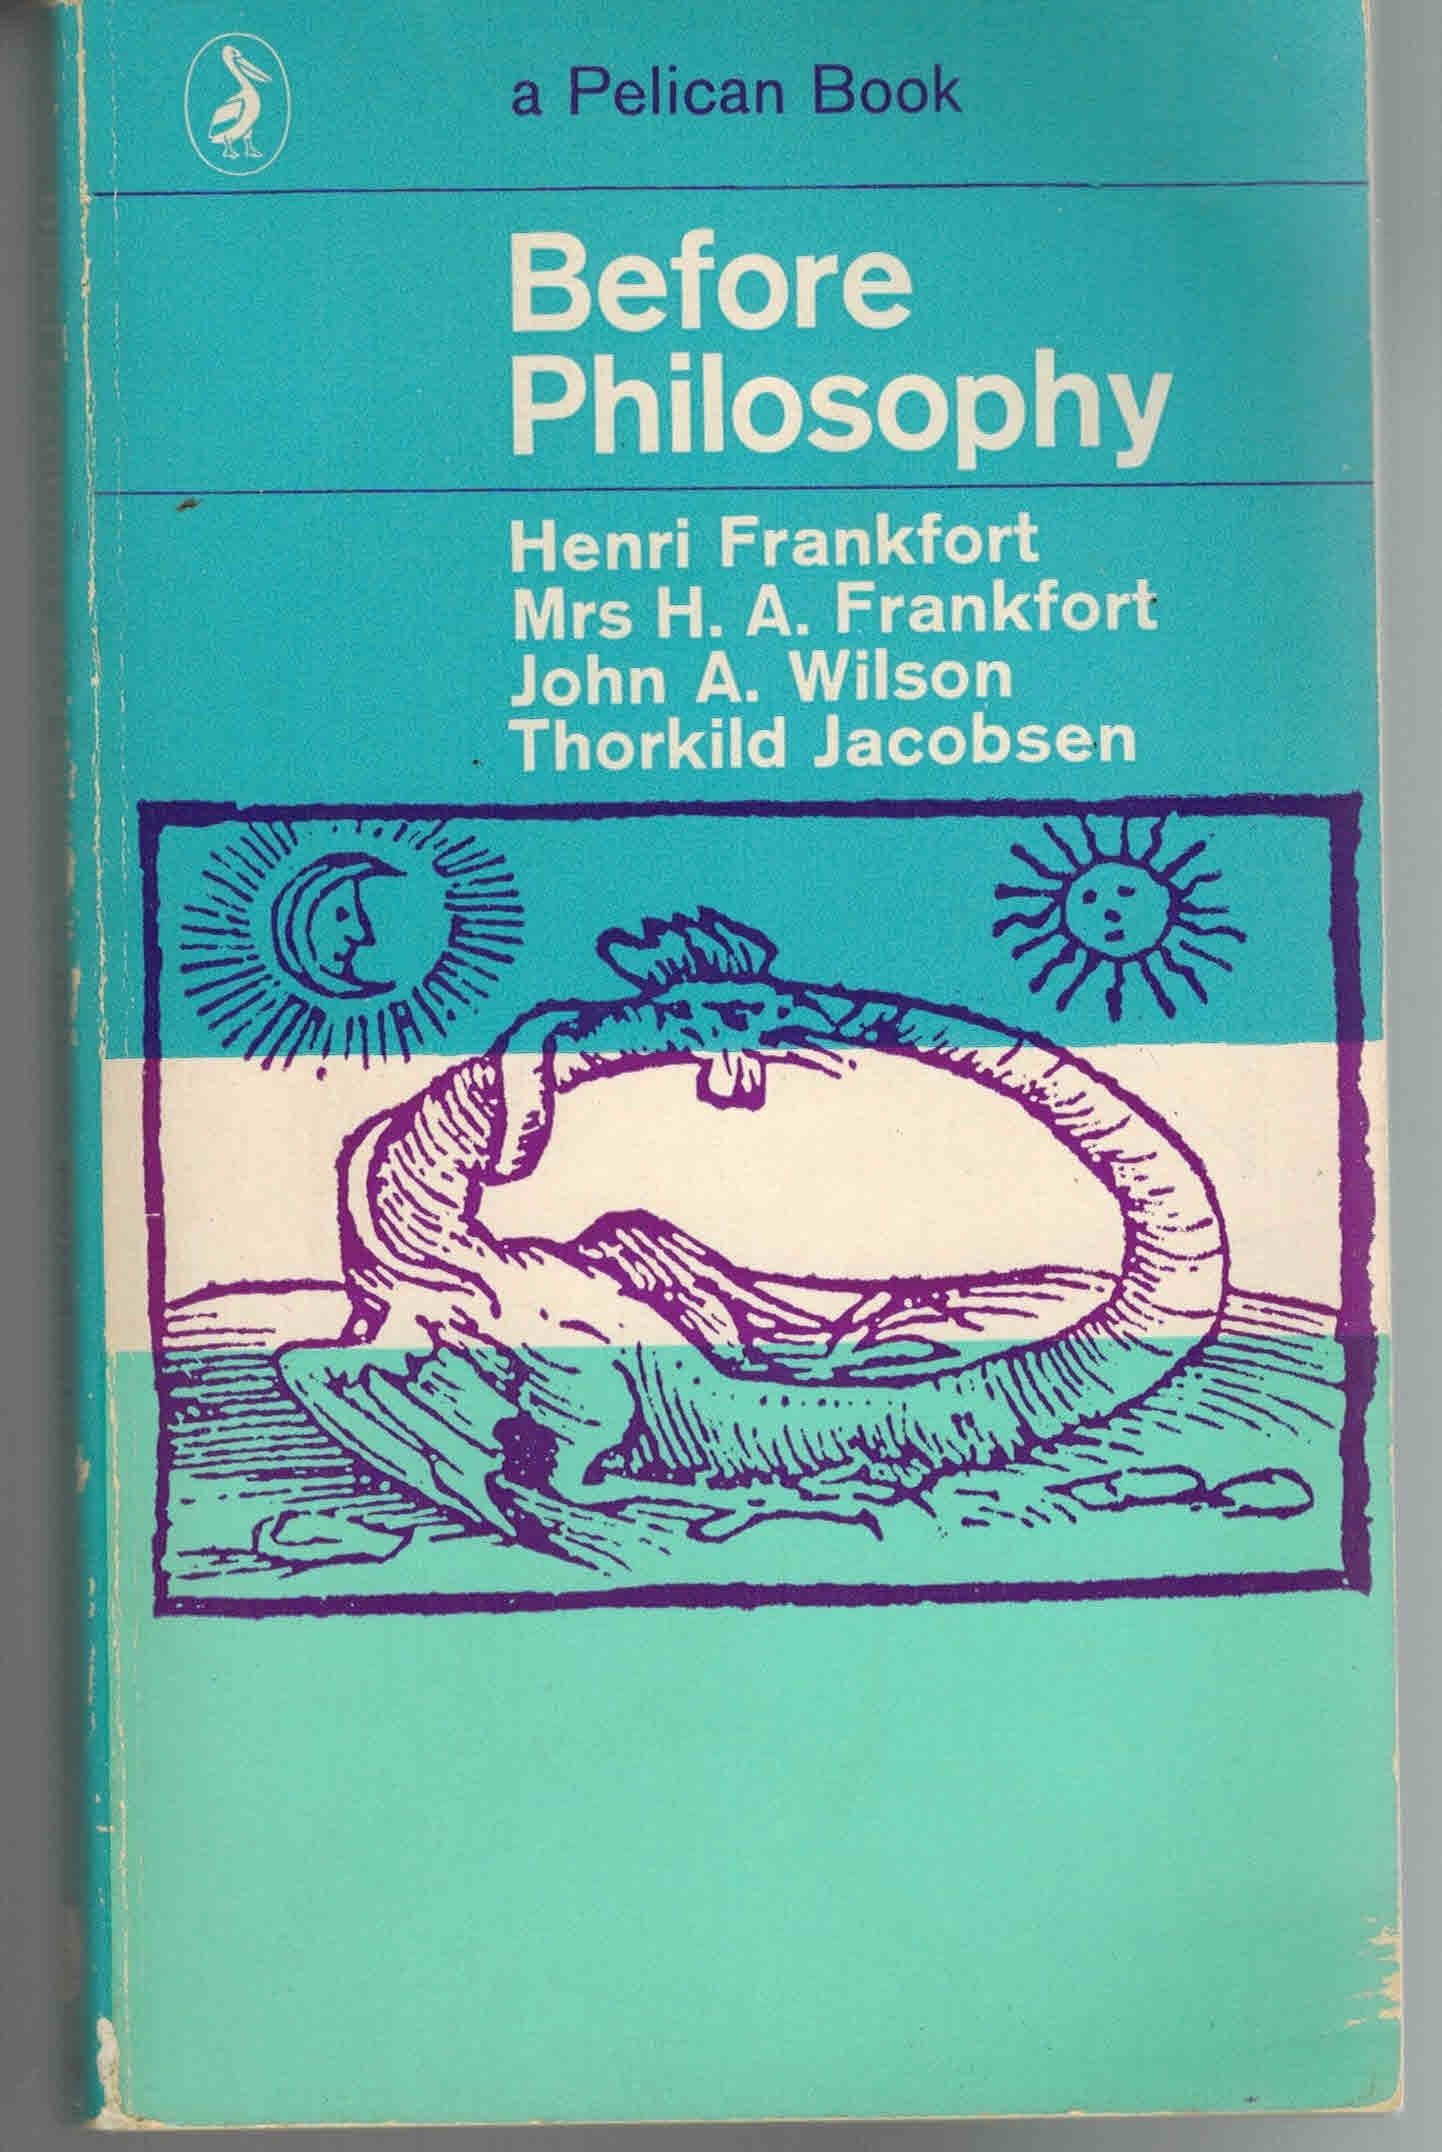 a Pelican Book
Before
Philosophy
Henri Frankfort
Mrs H. A. Frankfort
John A. Wilson
Thorkild Jacobsen